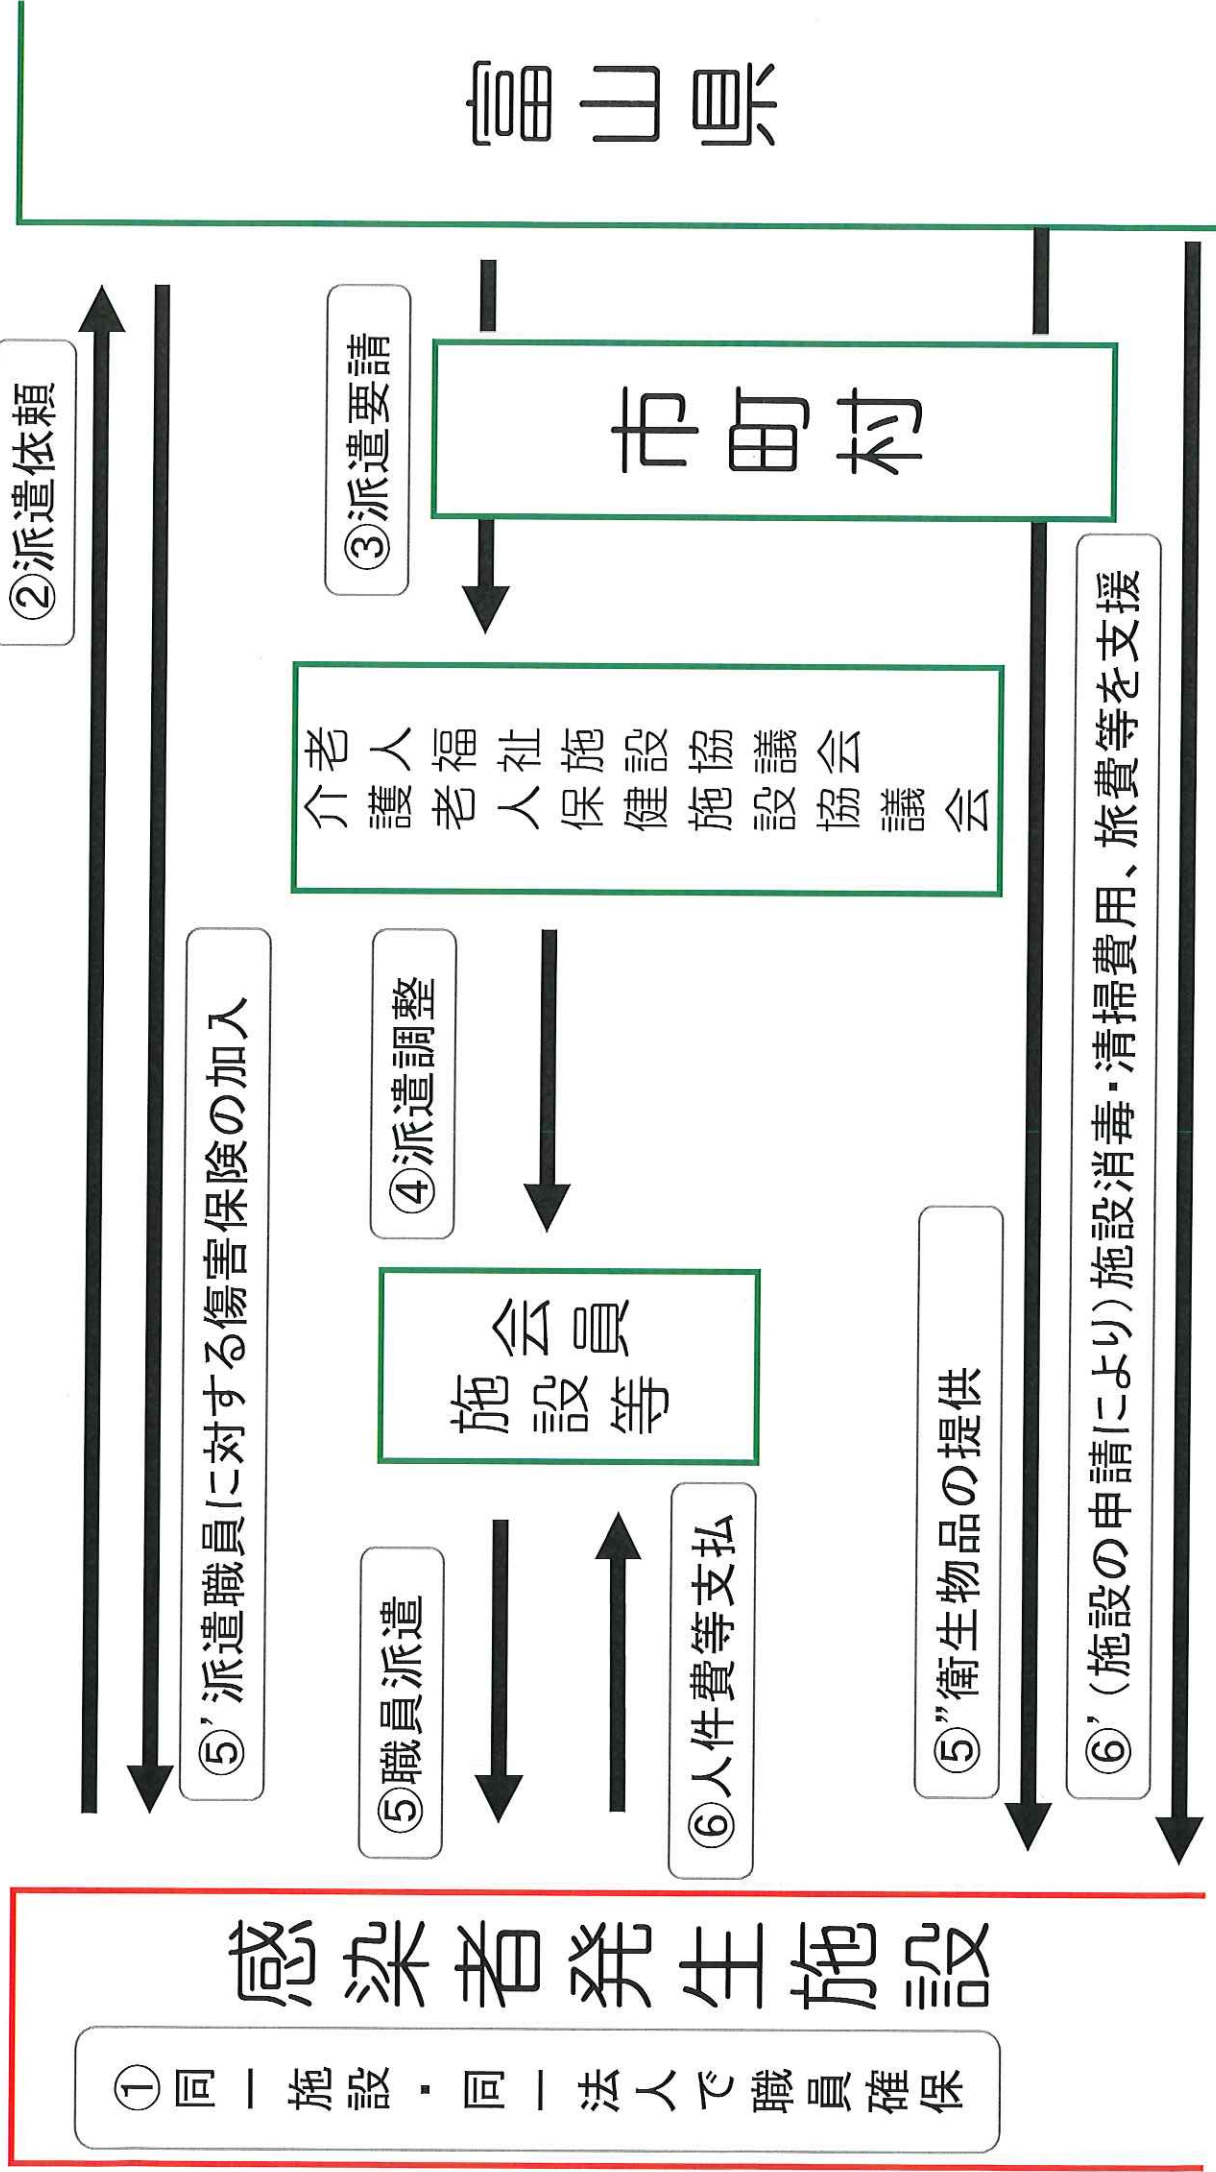 ①同一施設・同一法人で職員確保
感染者発生施設
②派遣依頼
⑤’派遣職員に対する傷害保険の加入
⑤職員派遣
⑥人件費等支払
会員
施設等
④派遣調整
老人福祉施設協議会
介護老人保健施設協議会
③派遣要請
市町村
富山県
⑤”衛生物品の提供
⑥’（施設の申請により）施設消毒・清掃費用、旅費等を支援